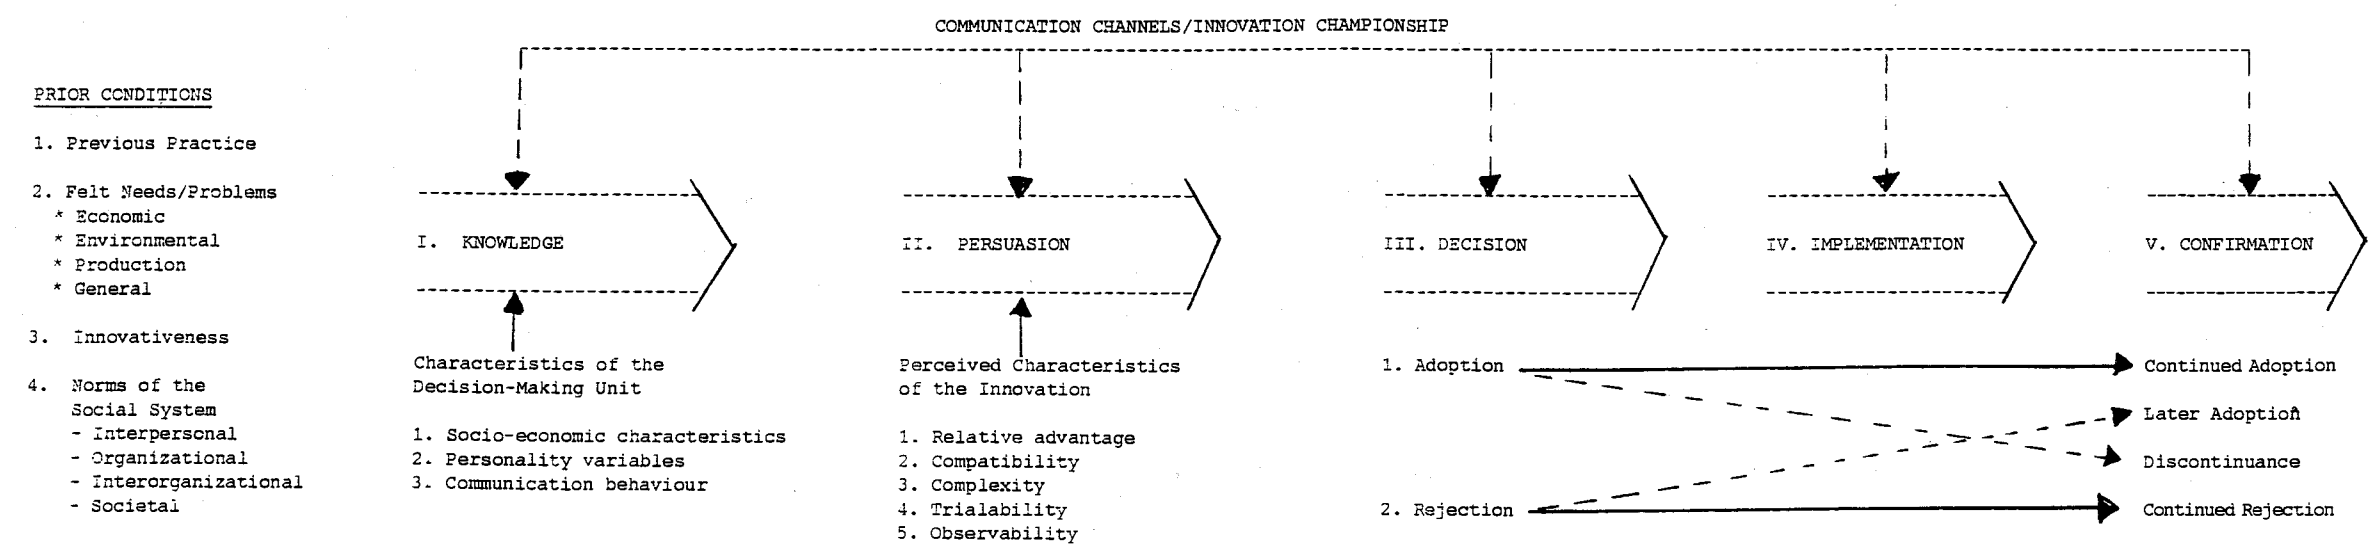 COMMUNICATION CHANNELS/INNOVATION CHAMPIONSHIP
PRIOR CONDITIONS
1. Previous Practice
2. Felt Needs/Problems
* Economic
* Environmental
* Production
* General
3. Innovativeness
4. Norms of the
Social System
- Interpersonal
- Organizational
- Interorganizational
- Societal
I. KNOWLEDGE
Characteristics of the
Decision-Making Unit
1. Socio-economic characteristics
2. Personality variables
3. Communication behaviour
II. PERSUASION
Perceived Characteristics
of the Innovation
1. Relative advantage
2. Compatibility
3. Complexity
4. Trialability
5. Observability
III. DECISION
1. Adoption
2. Rejection
IV. IMPLEMENTATION
V. CONFIRMATION
Continued Adoption
Later Adoption
Discontinuance
Continued Rejection